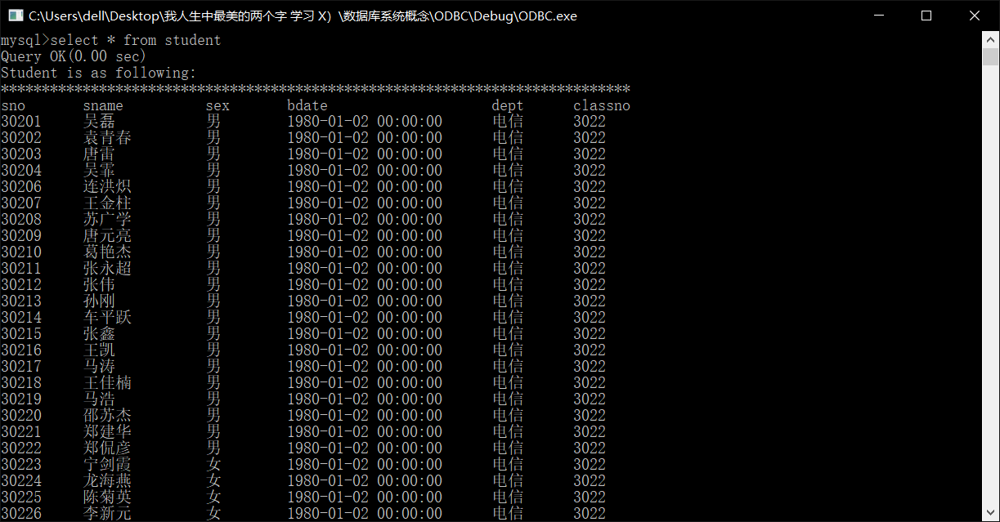 C:\Users\dell\Desktop\我人生中最美的两个字 学习 X）\数据库系统概念\ODBC\Debug\ODBC.exe
mysql>select * from student
Query OK(0.00 sec)
Student is as following:
*****************************************************************************
sno sname sex bdate dept classno
30201 吴磊 男 1980-01-02 00:00:00 电信 3022
30202 袁青春 男 1980-01-02 00:00:00 电信 3022
30203 唐雷 男 1980-01-02 00:00:00 电信 3022
30204 吴霏 男 1980-01-02 00:00:00 电信 3022
30206 连洪炽 男 1980-01-02 00:00:00 电信 3022
30207 王金柱 男 1980-01-02 00:00:00 电信 3022
30208 苏广学 男 1980-01-02 00:00:00 电信 3022
30209 唐元亮 男 1980-01-02 00:00:00 电信 3022
30210 葛艳杰 男 1980-01-02 00:00:00 电信 3022
30211 张永超 男 1980-01-02 00:00:00 电信 3022
30212 张伟 男 1980-01-02 00:00:00 电信 3022
30213 孙刚 男 1980-01-02 00:00:00 电信 3022
30214 车平跃 男 1980-01-02 00:00:00 电信 3022
30215 张鑫 男 1980-01-02 00:00:00 电信 3022
30216 王凯 男 1980-01-02 00:00:00 电信 3022
30217 马涛 男 1980-01-02 00:00:00 电信 3022
30218 王佳楠 男 1980-01-02 00:00:00 电信 3022
30219 马浩 男 1980-01-02 00:00:00 电信 3022
30220 邵苏杰 男 1980-01-02 00:00:00 电信 3022
30221 郑建华 男 1980-01-02 00:00:00 电信 3022
30222 郑侃彦 男 1980-01-02 00:00:00 电信 3022
30223 宁剑霞 女 1980-01-02 00:00:00 电信 3022
30224 龙海燕 女 1980-01-02 00:00:00 电信 3022
30225 陈菊英 女 1980-01-02 00:00:00 电信 3022
30226 李新元 女 1980-01-02 00:00:00 电信 3022